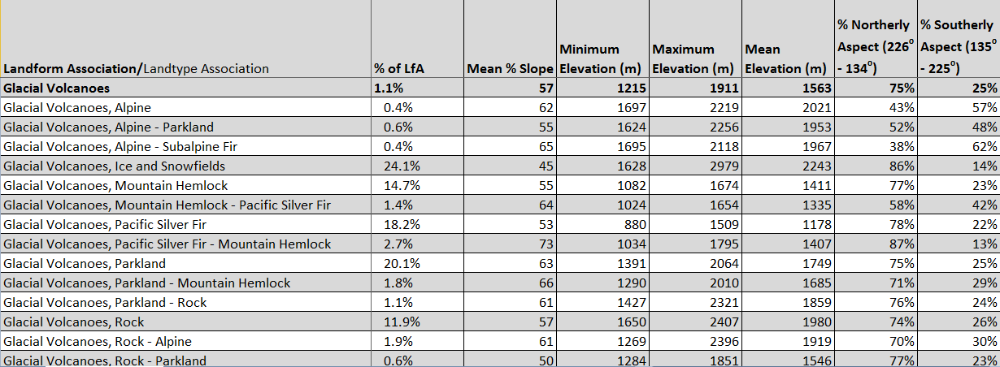 % Northerly % Southerly
Minimum Maximum Mean Aspect (226o Aspect (135o
Landform Association/Landtype Association % of LfA Mean % Slope Elevation (m) Elevation (m) Elevation (m) - 134o) - 225o)
Glacial Volcanoes 1.1% 57 1215 1911 1563 75% 25%
Glacial Volcanoes, Alpine 0.4% 62 1697 2219 2021 43% 57%
Glacial Volcanoes, Alpine - Parkland 0.6% 55 1624 2256 1953 52% 48%
Glacial Volcanoes, Alpine - Subalpine Fir 0.4% 65 1695 2118 1967 38% 62%
Glacial Volcanoes, Ice and Snowfields 24.1% 45 1628 2979 2243 86% 14%
Glacial Volcanoes, Mountain Hemlock 14.7% 55 1082 1674 1411 77% 23%
Glacial Volcanoes, Mountain Hemlock - Pacific Silver Fir 1.4% 64 1024 1654 1335 58% 42%
Glacial Volcanoes, Pacific Silver Fir 18.2% 53 880 1509 1178 78% 22%
Glacial Volcanoes, Pacific Silver Fir - Mountain Hemlock 2.7% 73 1034 1795 1407 87% 13%
Glacial Volcanoes, Parkland 20.1% 63 1391 2064 1749 75% 25%
Glacial Volcanoes, Parkland - Mountain Hemlock 1.8% 66 1290 2010 1685 71% 29%
Glacial Volcanoes, Parkland - Rock 1.1% 61 1427 2321 1859 76% 24%
Glacial Volcanoes, Rock 11.9% 57 1650 2407 1980 74% 26%
Glacial Volcanoes, Rock - Alpine 1.9% 61 1269 2396 1919 70% 30%
Glacial Volcanoes, Rock - Parkland 0.6% 50 1284 1851 1546 77% 23%